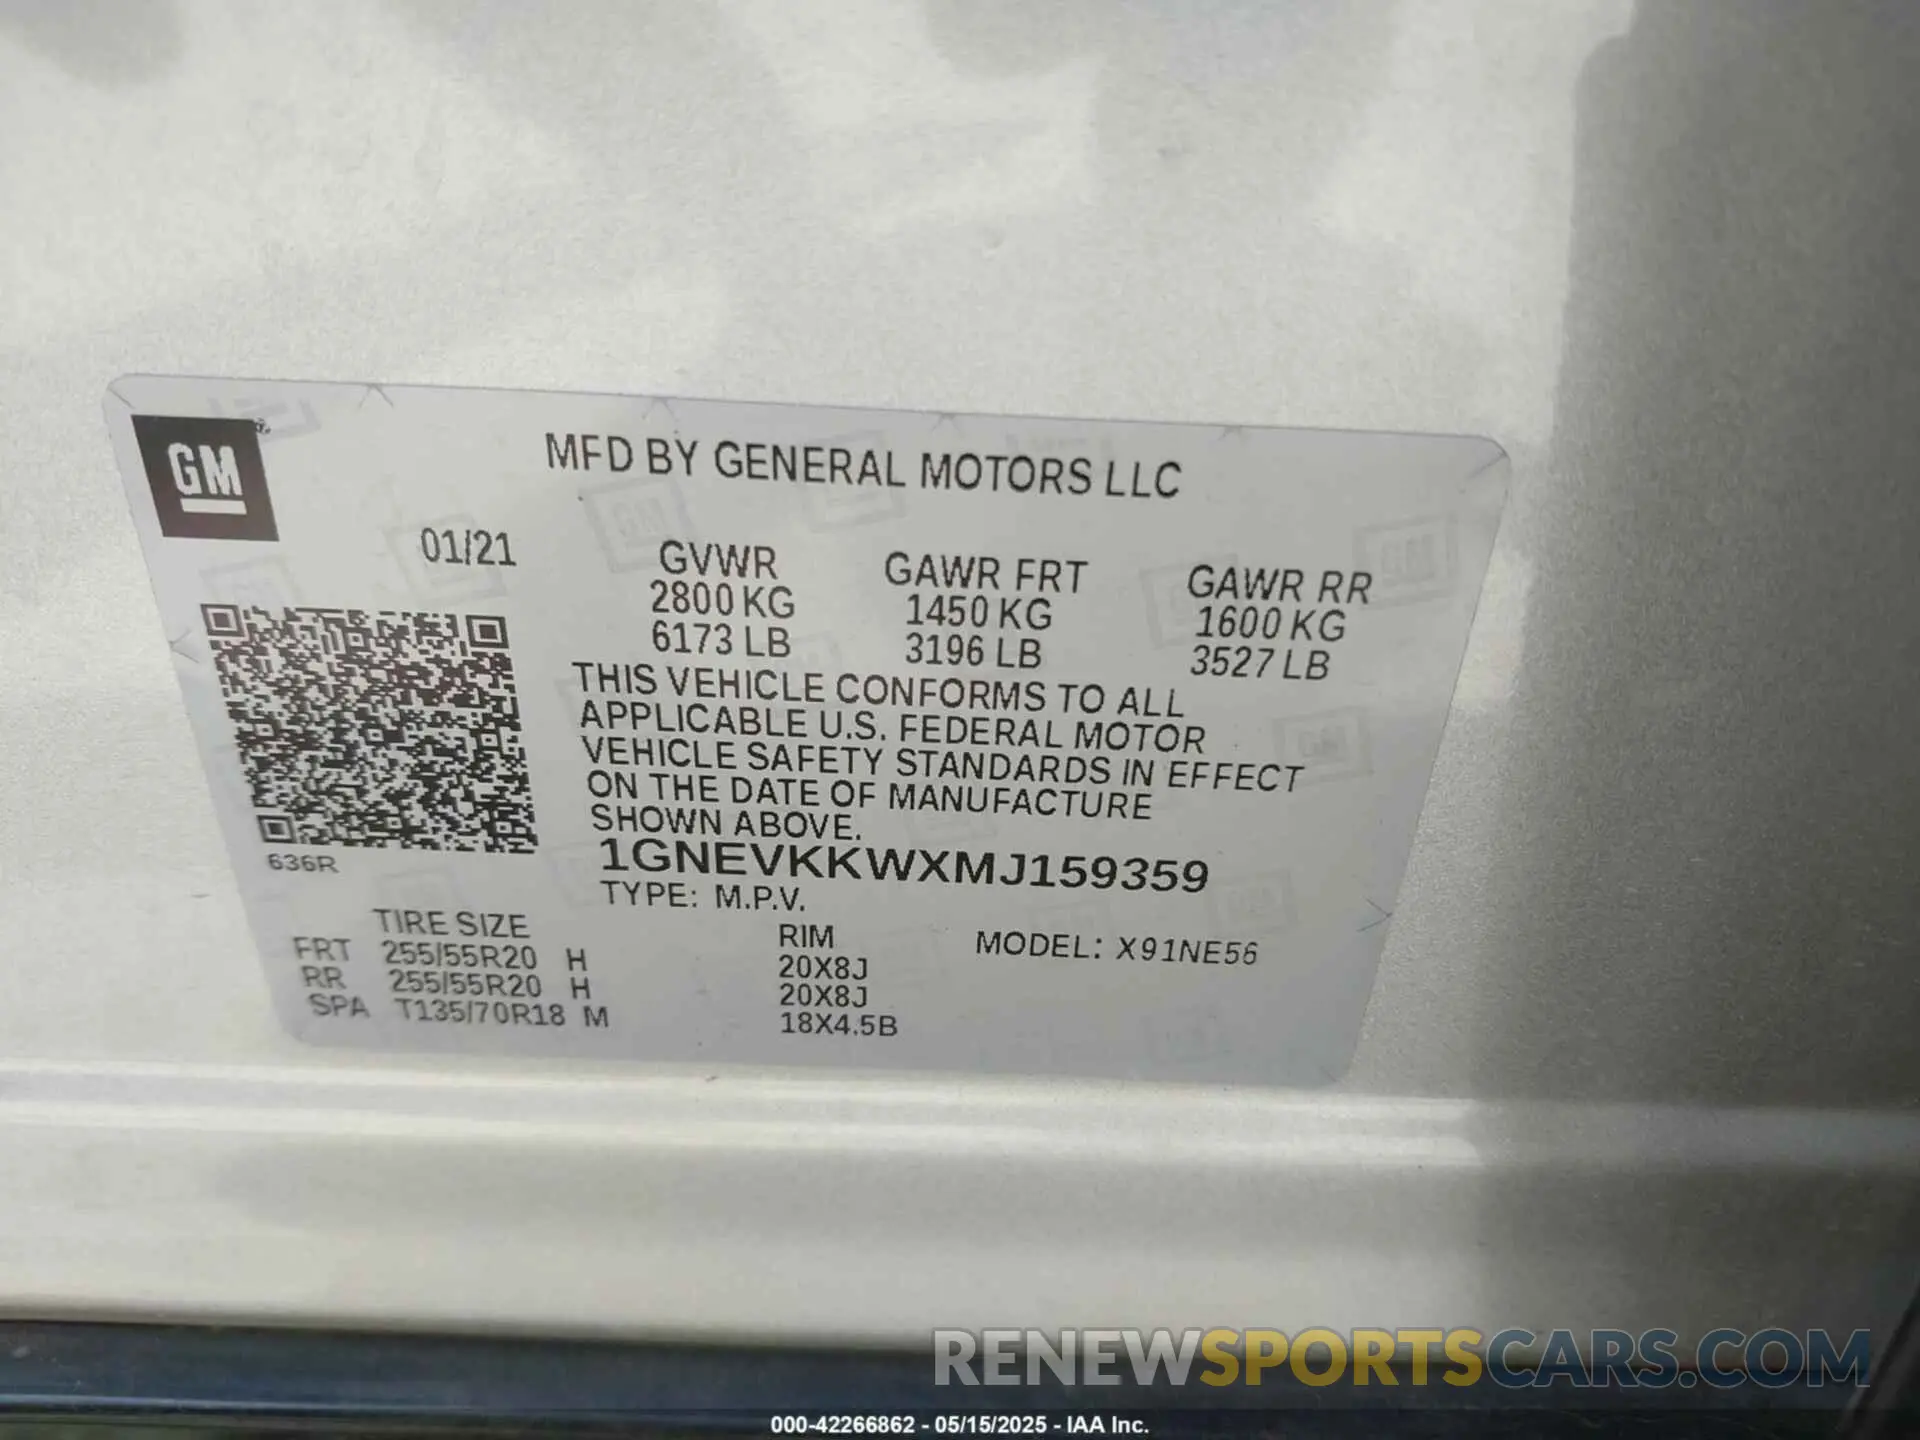 GM
MFD BY GENERAL MOTORS LLC
01/21
GVWR GAWR FRT GAWR RR
2800 KG 1450 KG 1600 KG
6173 LB 3196 LB 3527 LB
THIS VEHICLE CONFORMS TO ALL
APPLICABLE U.S. FEDERAL MOTOR
VEHICLE SAFETY STANDARDS IN EFFECT
ON THE DATE OF MANUFACTURE
SHOWN ABOVE.
636R
1GNEVKKWXMJ159359
TYPE: M.P.V.
TIRE SIZE RIM MODEL: X91NE56
FRT 255/55R20 H 20X8J
RR 255/55R20 H 20X8J
SPA T135/70R18 M 18X4.5B
RENEWSPORTSCARS.COM
000-42266862 - 05/15/2025 - IAA Inc.